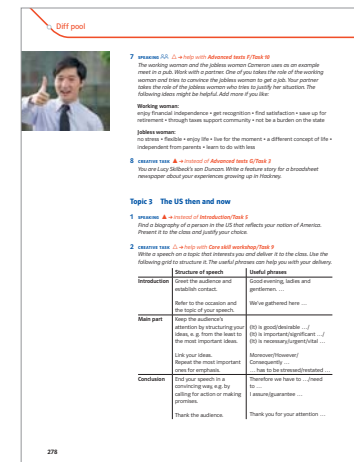 Diff pool
7 SPEAKING AA △ → help with Advanced texts F/Task 10
The working woman and the jobless woman Cameron uses as an example
meet in a pub. Work with a partner. One of you takes the role of the working
woman and tries to convince the jobless woman to get a job. Your partner
takes the role of the jobless woman who tries to justify her situation. The
following ideas might be helpful. Add more if you like:
Working woman:
enjoy financial independence • get recognition • find satisfaction • save up for
retirement • through taxes support community • not be a burden on the state
Jobless woman:
no stress • flexible • enjoy life • live for the moment • a different concept of life •
independent from parents • learn to do with less
8 CREATIVE TASK ▲ → instead of Advanced texts G/Task 3
You are Lucy Skilbeck's son Duncan: Write a feature story for a broadsheet
newspaper about your experiences growing up in Hackney.
Topic 3 The US then and now
1 SPEAKING ▲ → instead of Introduction/Task 5
Find a biography of a person in the US that reflects your notion of America.
Present it to the class and justify your choice.
2 CREATIVE TASK △ → help with Core skill workshop/Task 9
Write a speech on a topic that interests you and deliver it to the class. Use the
following grid to structure it. The useful phrases can help you with your delivery.
Structure of speech Useful phrases
Introduction Greet the audience and Good evening, ladies and
establish contact. gentlemen. …
Refer to the occasion and We've gathered here …
the topic of your speech.
Main part Keep the audience's
attention by structuring your (It) is good/desirable …/
ideas, e. g. from the least to (It) is important/significant …/
the most important ideas. (It) is necessary/urgent/vital …
Link your ideas. Moreover/However/
Repeat the most important Consequently …
ones for emphasis. … has to be stressed/restated …
Conclusion End your speech in a Therefore we have to …/need
convincing way, e.g. by to …
calling for action or making I assure/guarantee …
promises.
Thank the audience. Thank you for your attention …
278